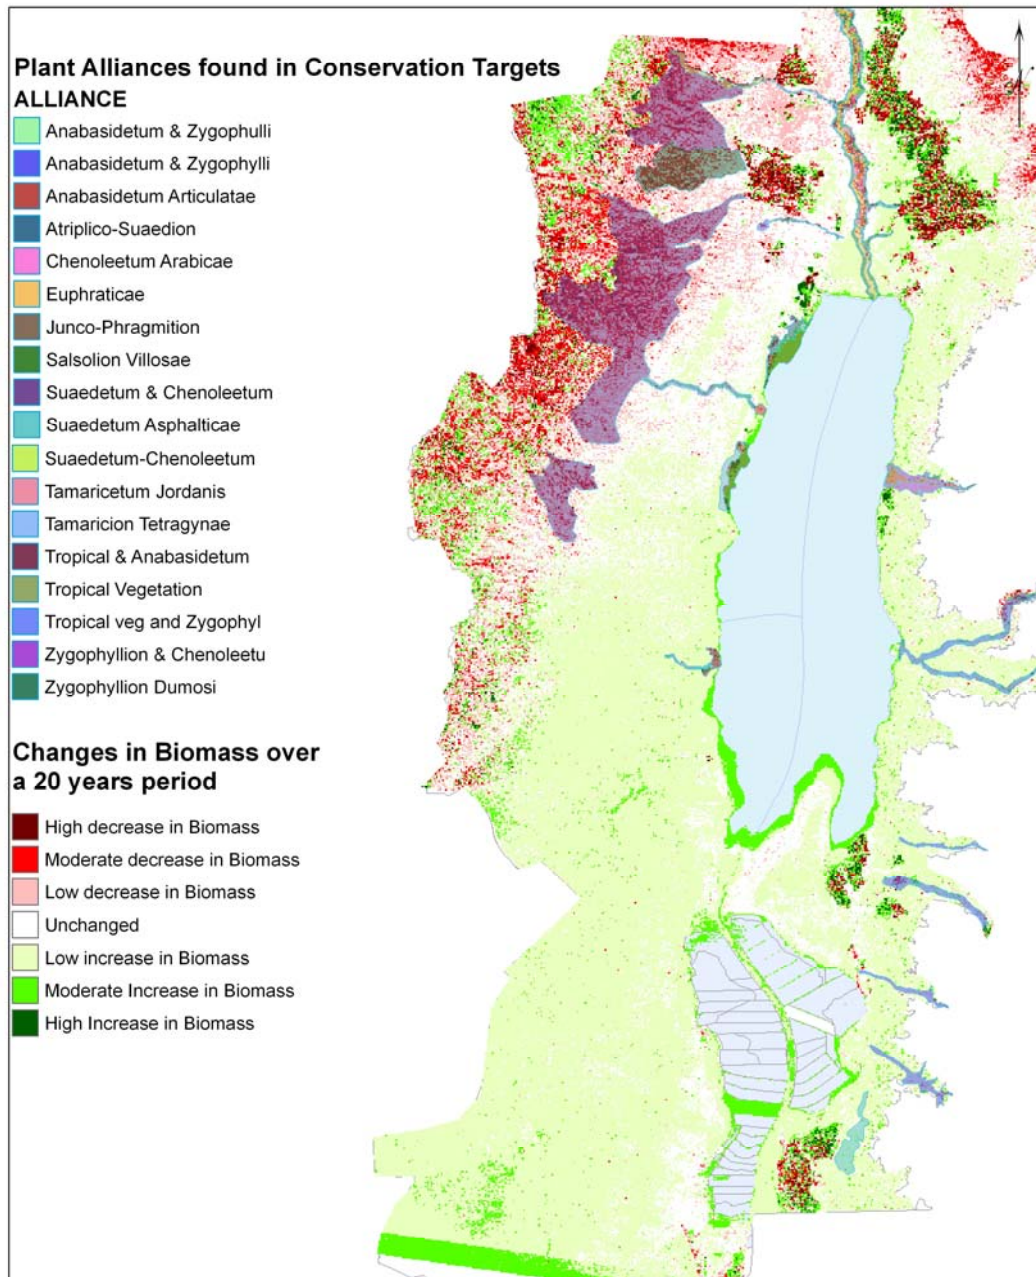 Plant Alliances found in Conservation Targets
ALLIANCE
Anabasidetum & Zygophulli
Anabasidetum & Zygophylli
Anabasidetum Articulatae
Atriplico-Suaedion
Chenoleetum Arabicae
Euphraticae
Junco-Phragmition
Salsolion Villosae
Suaedetum & Chenoleetum
Suaedetum Asphalticae
Suaedetum-Chenoleetum
Tamaricetum Jordanis
Tamaricion Tetragynae
Tropical & Anabasidetum
Tropical Vegetation
Tropical veg and Zygophyl
Zygophyllion & Chenoleetu
Zygophyllion Dumosi
Changes in Biomass over
a 20 years period
High decrease in Biomass
Moderate decrease in Biomass
Low decrease in Biomass
Unchanged
Low increase in Biomass
Moderate Increase in Biomass
High Increase in Biomass